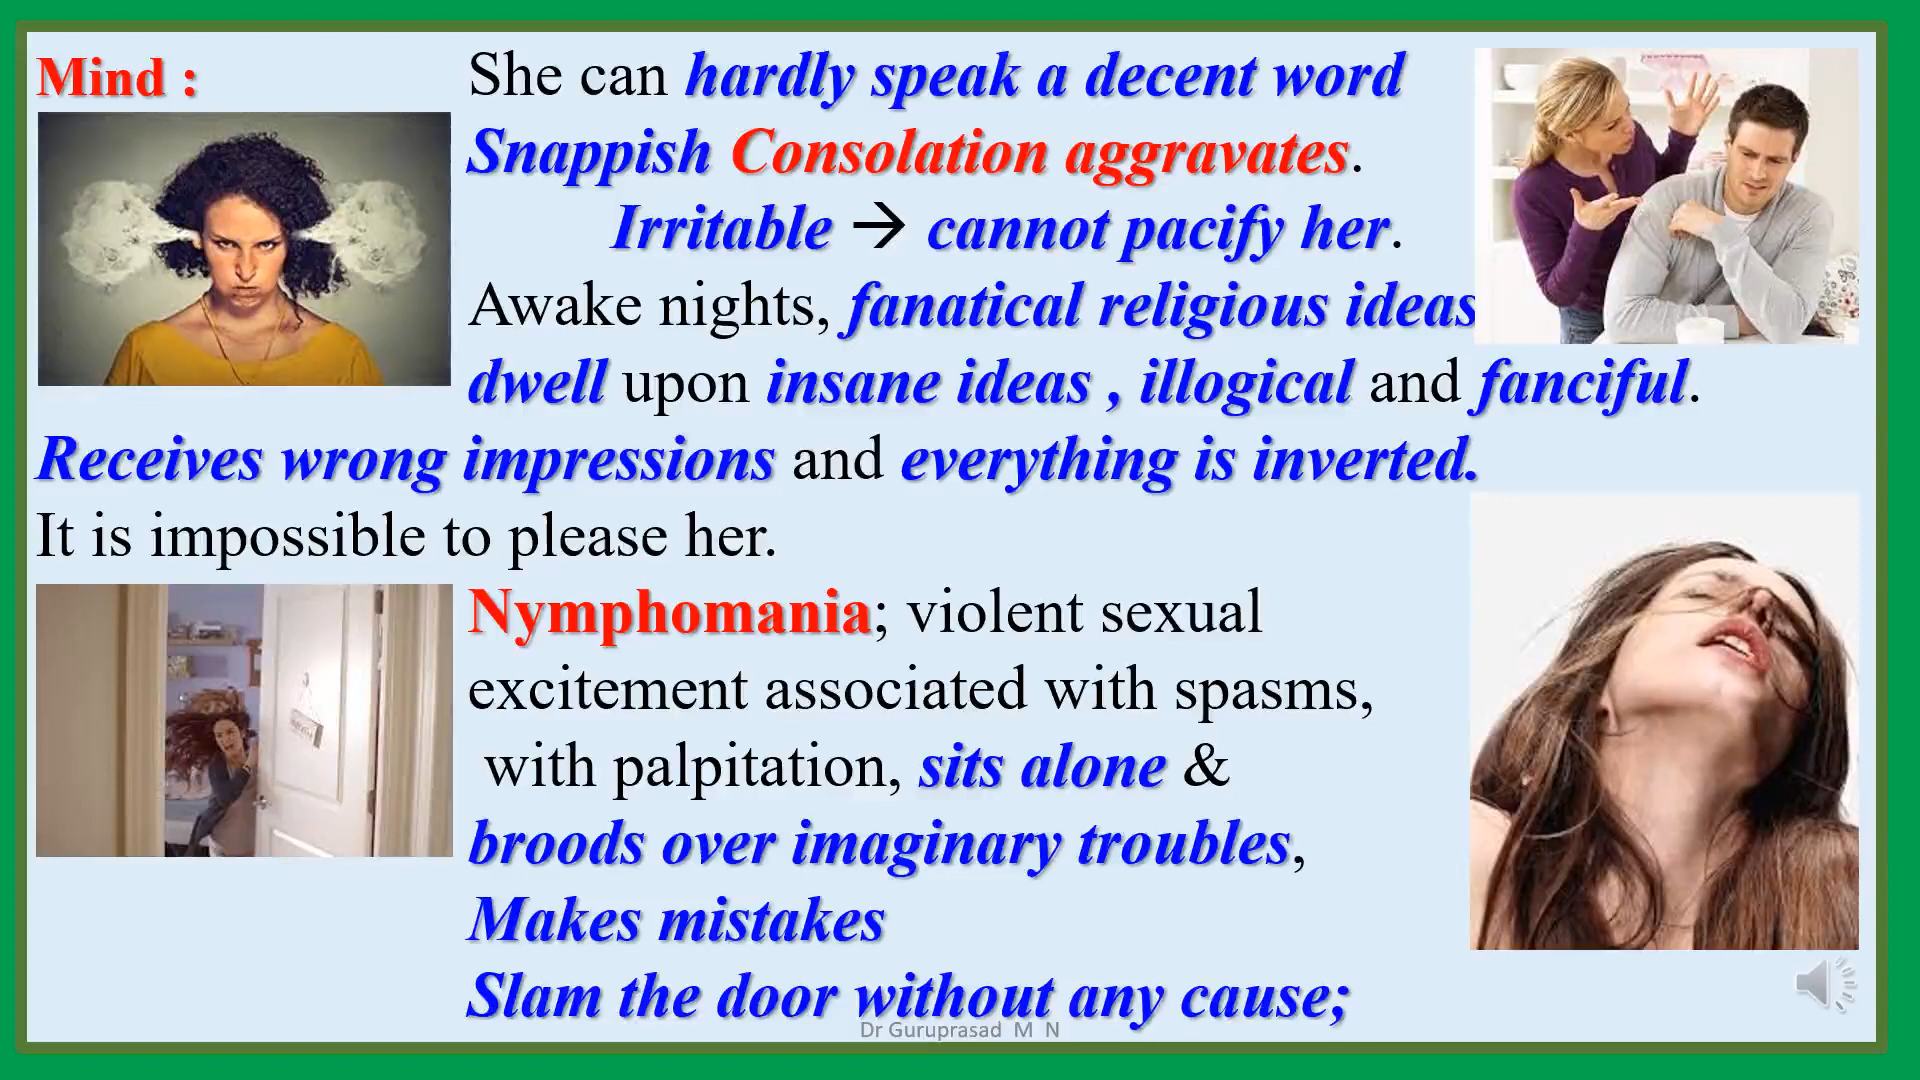 Mind :
She can hardly speak a decent word
Snappish Consolation aggravates.
Irritable → cannot pacify her.
Awake nights, fanatical religious ideas
dwell upon insane ideas , illogical and fanciful.
Receives wrong impressions and everything is inverted.
It is impossible to please her.
Nymphomania; violent sexual
excitement associated with spasms,
with palpitation, sits alone &
broods over imaginary troubles,
Makes mistakes
Slam the door without any cause;
Dr Guruprasad M N